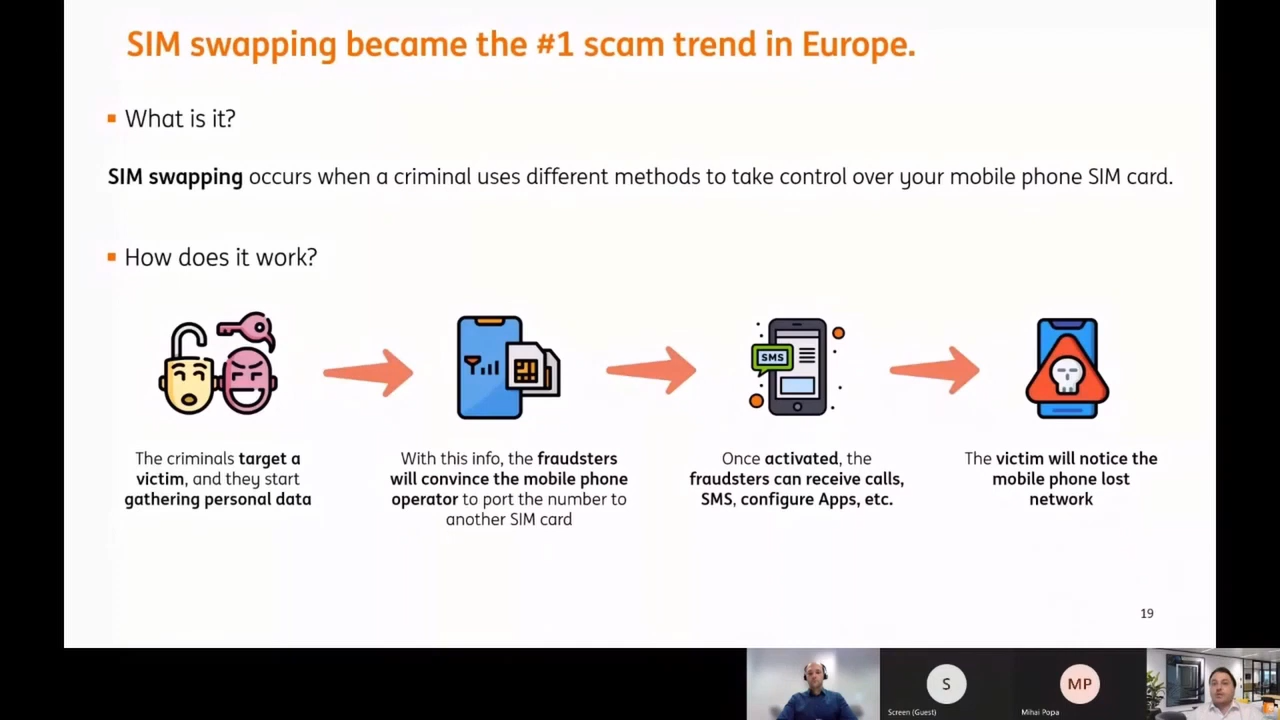 SIM swapping became the #1 scam trend in Europe.
What is it?
SIM swapping occurs when a criminal uses different methods to take control over your mobile phone SIM card.
How does it work?
SMS
The criminals target a
victim, and they start
gathering personal data
With this info, the fraudsters
will convince the mobile phone
operator to port the number to
another SIM card
Once activated, the
fraudsters can receive calls,
SMS, configure Apps, etc.
The victim will notice the
mobile phone lost
network
19
S
Screen (Guest)
MP
Mihai Popa